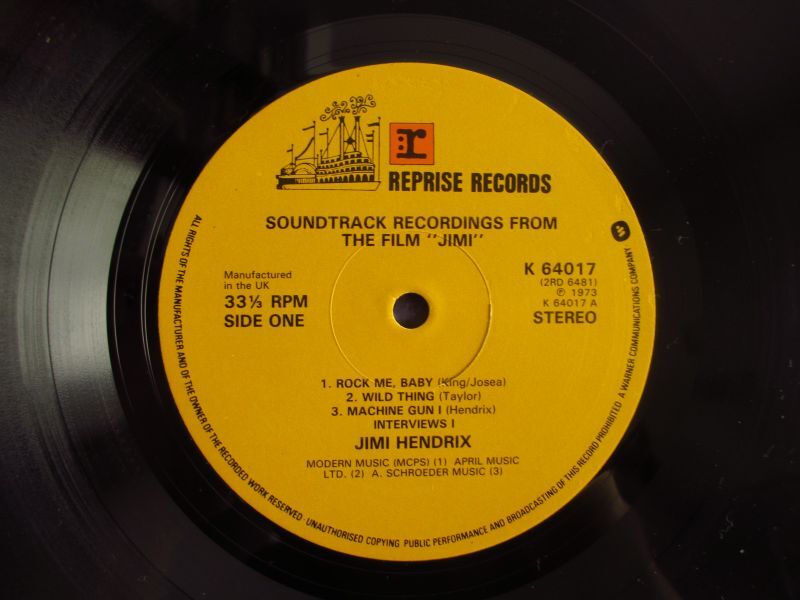 r:
REPRISE RECORDS
SOUNDTRACK RECORDINGS FROM
THE FILM "JIMI"
W
Manufactured
in the UK
33⅓ RPM
SIDE ONE
K 64017
(2RD 6481)
℗ 1973
K 64017 A
STEREO
1. ROCK ME, BABY (King/Josea)
2. WILD THING (Taylor)
3. MACHINE GUN I (Hendrix)
INTERVIEWS I
JIMI HENDRIX
MODERN MUSIC (MCPS) (1) APRIL MUSIC
LTD. (2) A. SCHROEDER MUSIC (3)
ALL RIGHTS OF THE MANUFACTURER AND OF THE OWNER OF THE RECORDED WORK RESERVED · UNAUTHORISED COPYING PUBLIC PERFORMANCE AND BROADCASTING OF THIS RECORD PROHIBITED A WARNER COMMUNICATIONS COMPANY